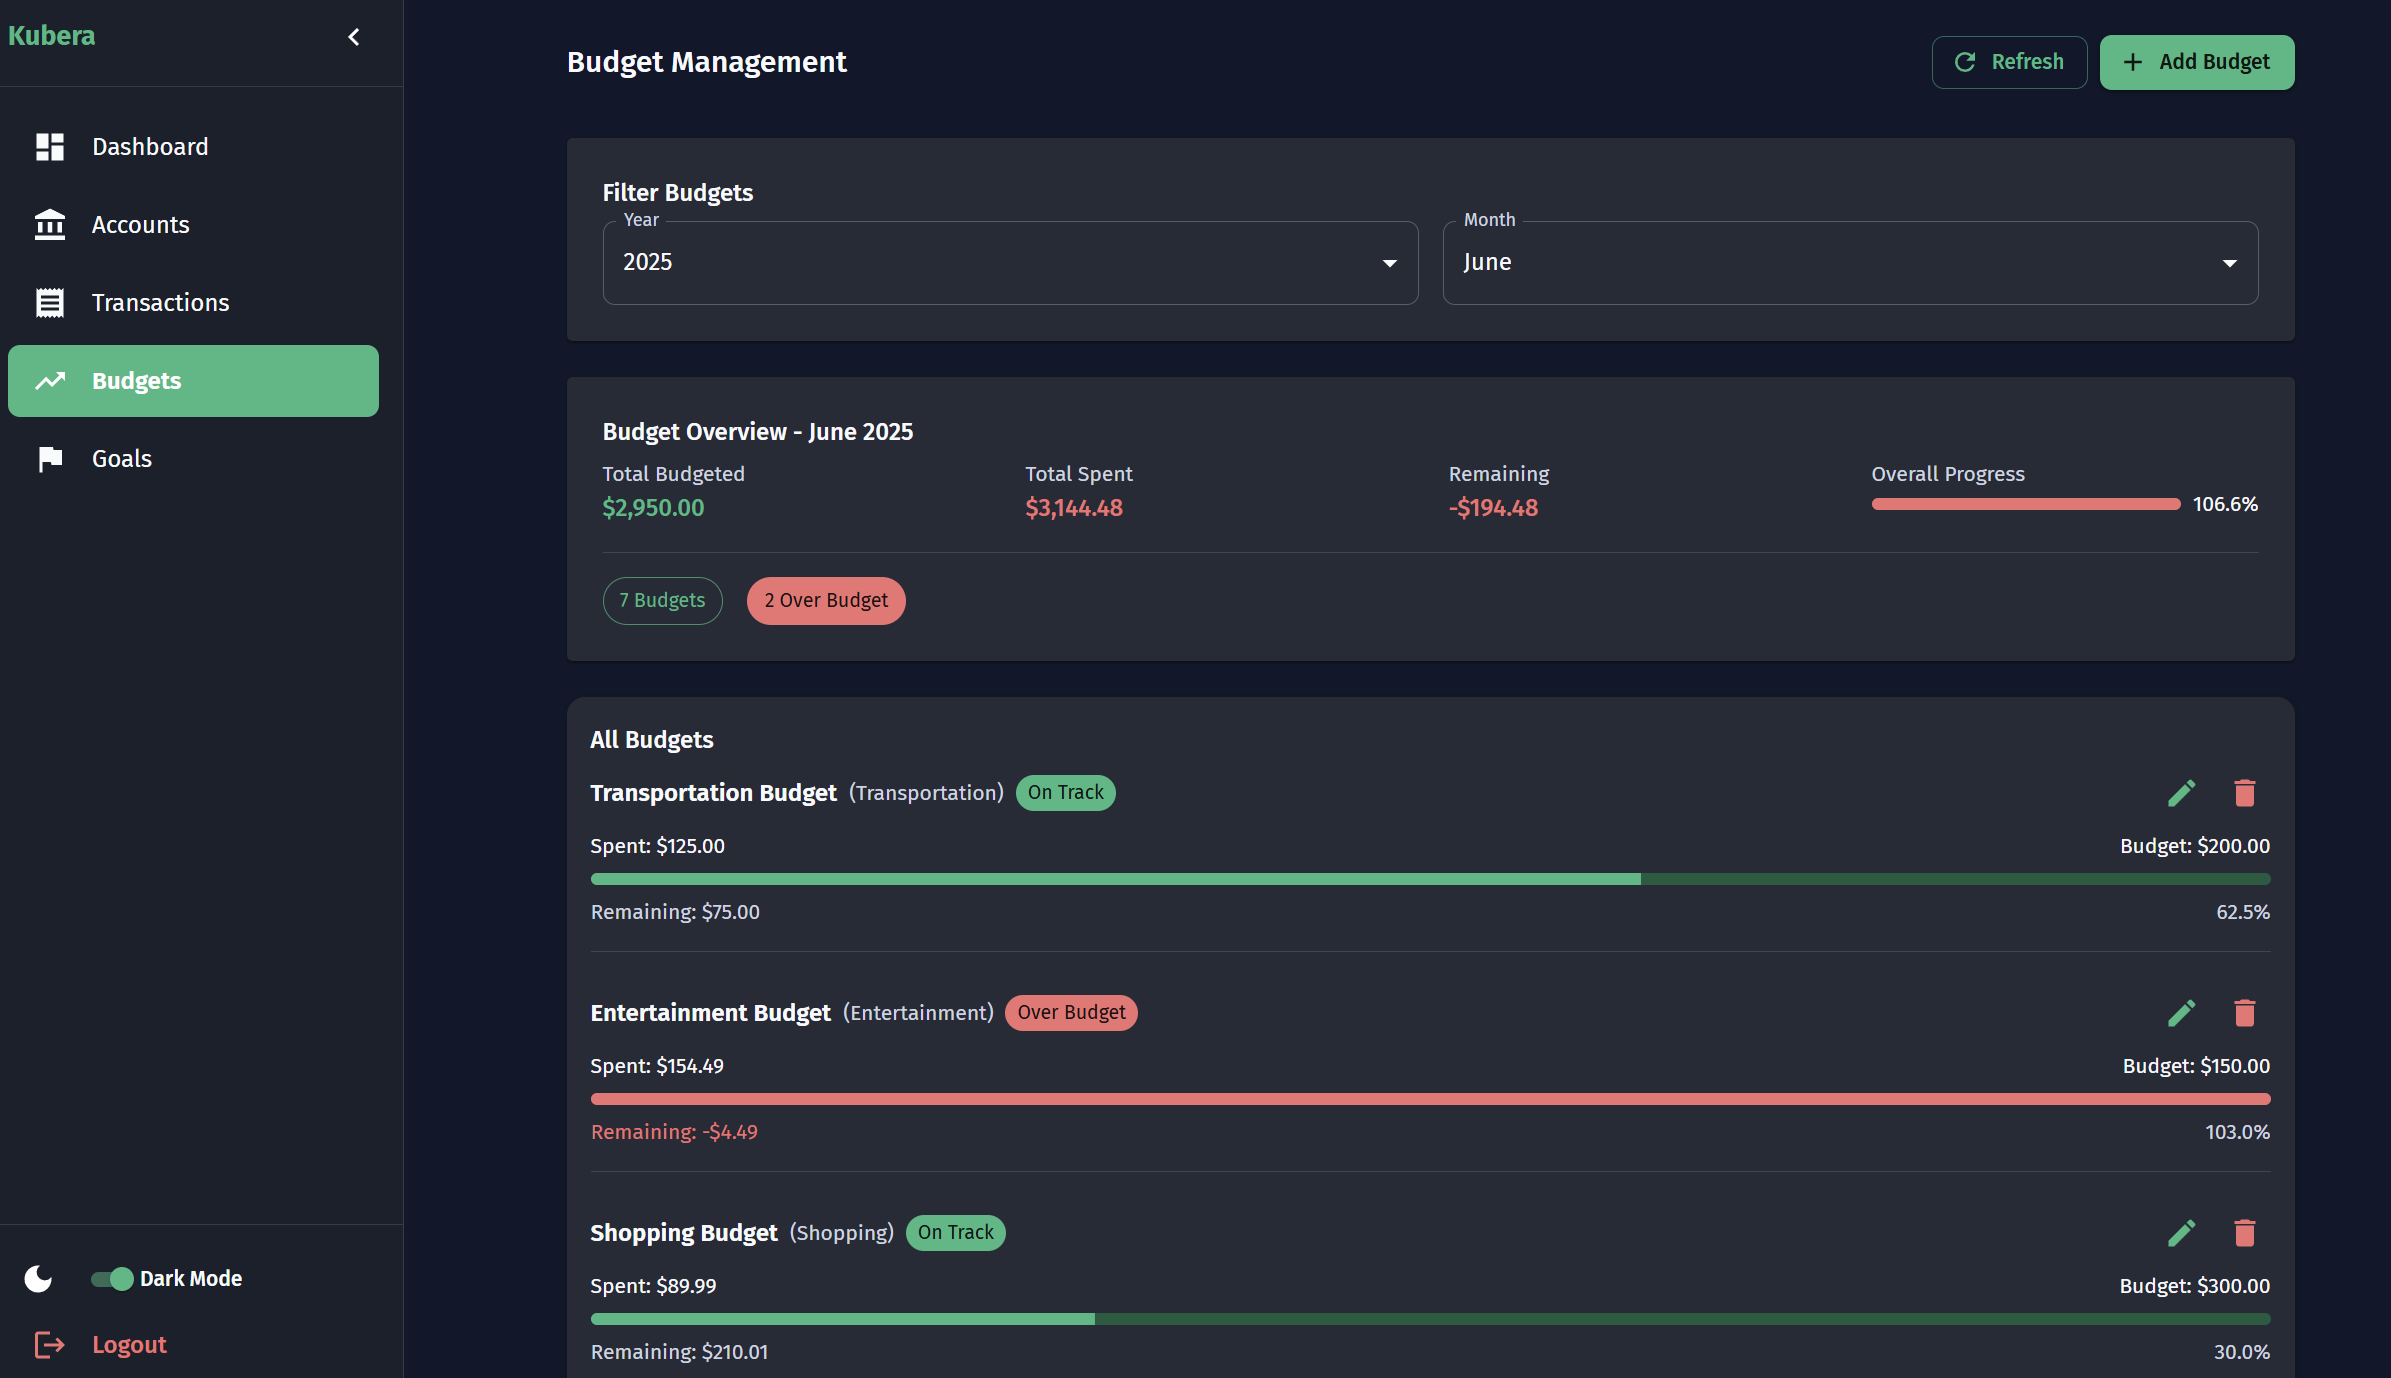 Kubera
Dashboard
Accounts
Transactions
Budgets
Goals
Dark Mode
Logout
Budget Management
Refresh
Add Budget
Filter Budgets
Year
2025
Month
June
Budget Overview - June 2025
Total Budgeted
$2,950.00
Total Spent
$3,144.48
Remaining
-$194.48
Overall Progress
106.6%
7 Budgets
2 Over Budget
All Budgets
Transportation Budget (Transportation) On Track
Spent: $125.00 Budget: $200.00
Remaining: $75.00 62.5%
Entertainment Budget (Entertainment) Over Budget
Spent: $154.49 Budget: $150.00
Remaining: -$4.49 103.0%
Shopping Budget (Shopping) On Track
Spent: $89.99 Budget: $300.00
Remaining: $210.01 30.0%